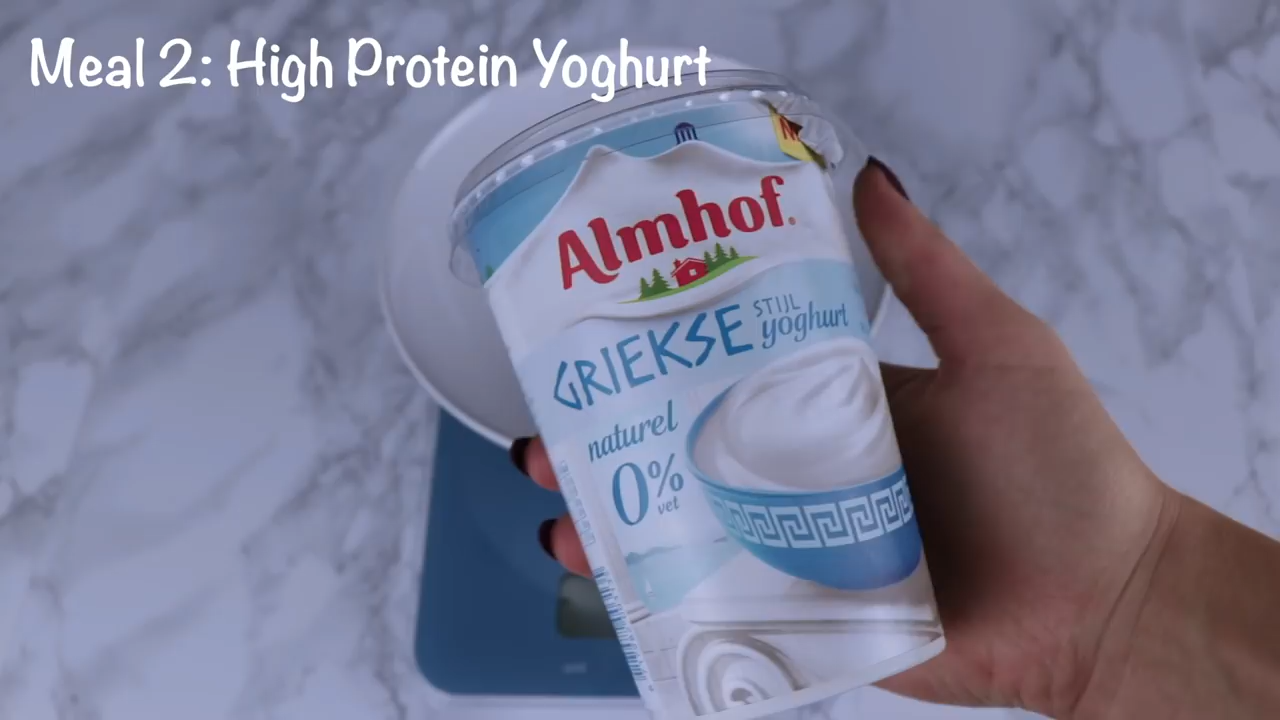 Meal 2: High Protein Yoghurt
Almhof.
GRIEKSE STIJL yoghurt
naturel
0%
vet